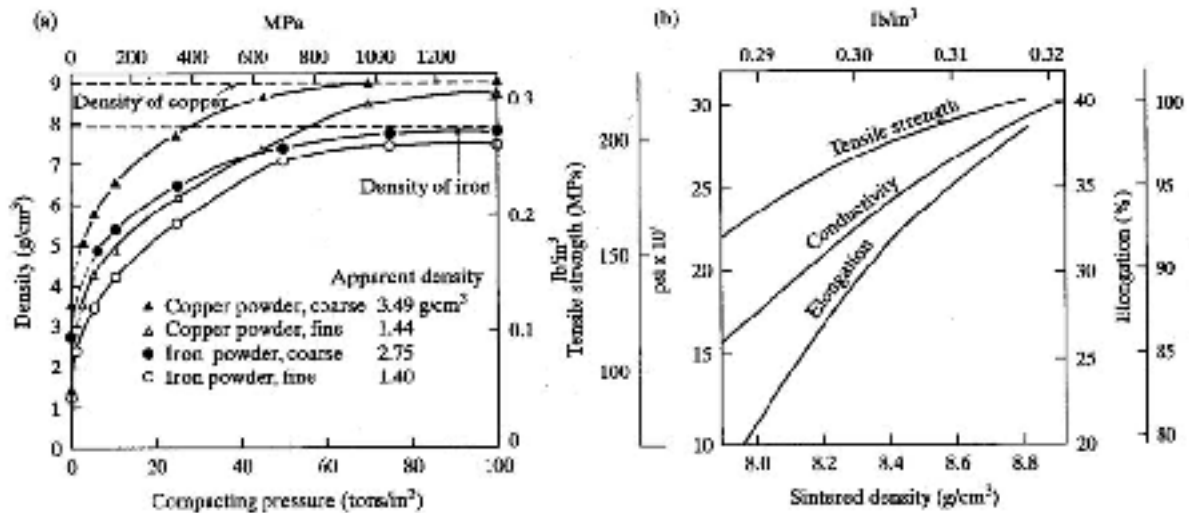 (a)
MPa
0 200 400 600 800 1000 1200
9
8
7
6
5
4
3
2
1
0
Density (g/cm³)
Density of copper
Density of iron
Apparent density
Copper powder, coarse 3.49 g/cm³
Copper powder, fine 1.44
Iron powder, coarse 2.75
Iron powder, fine 1.40
0.3
0.2
0.1
0
lb/in³
0 20 40 60 80 100
Compacting pressure (tons/in²)
(b)
lb/in³
0.29 0.30 0.31 0.32
Tensile strength (MPa)
200
150
100
psi x 10
30
25
20
15
10
Tensile strength
Conductivity
Elongation
40
35
30
25
20
Elongation (%)
100
95
90
85
80
8.0 8.2 8.4 8.6 8.8
Sintered density (g/cm³)